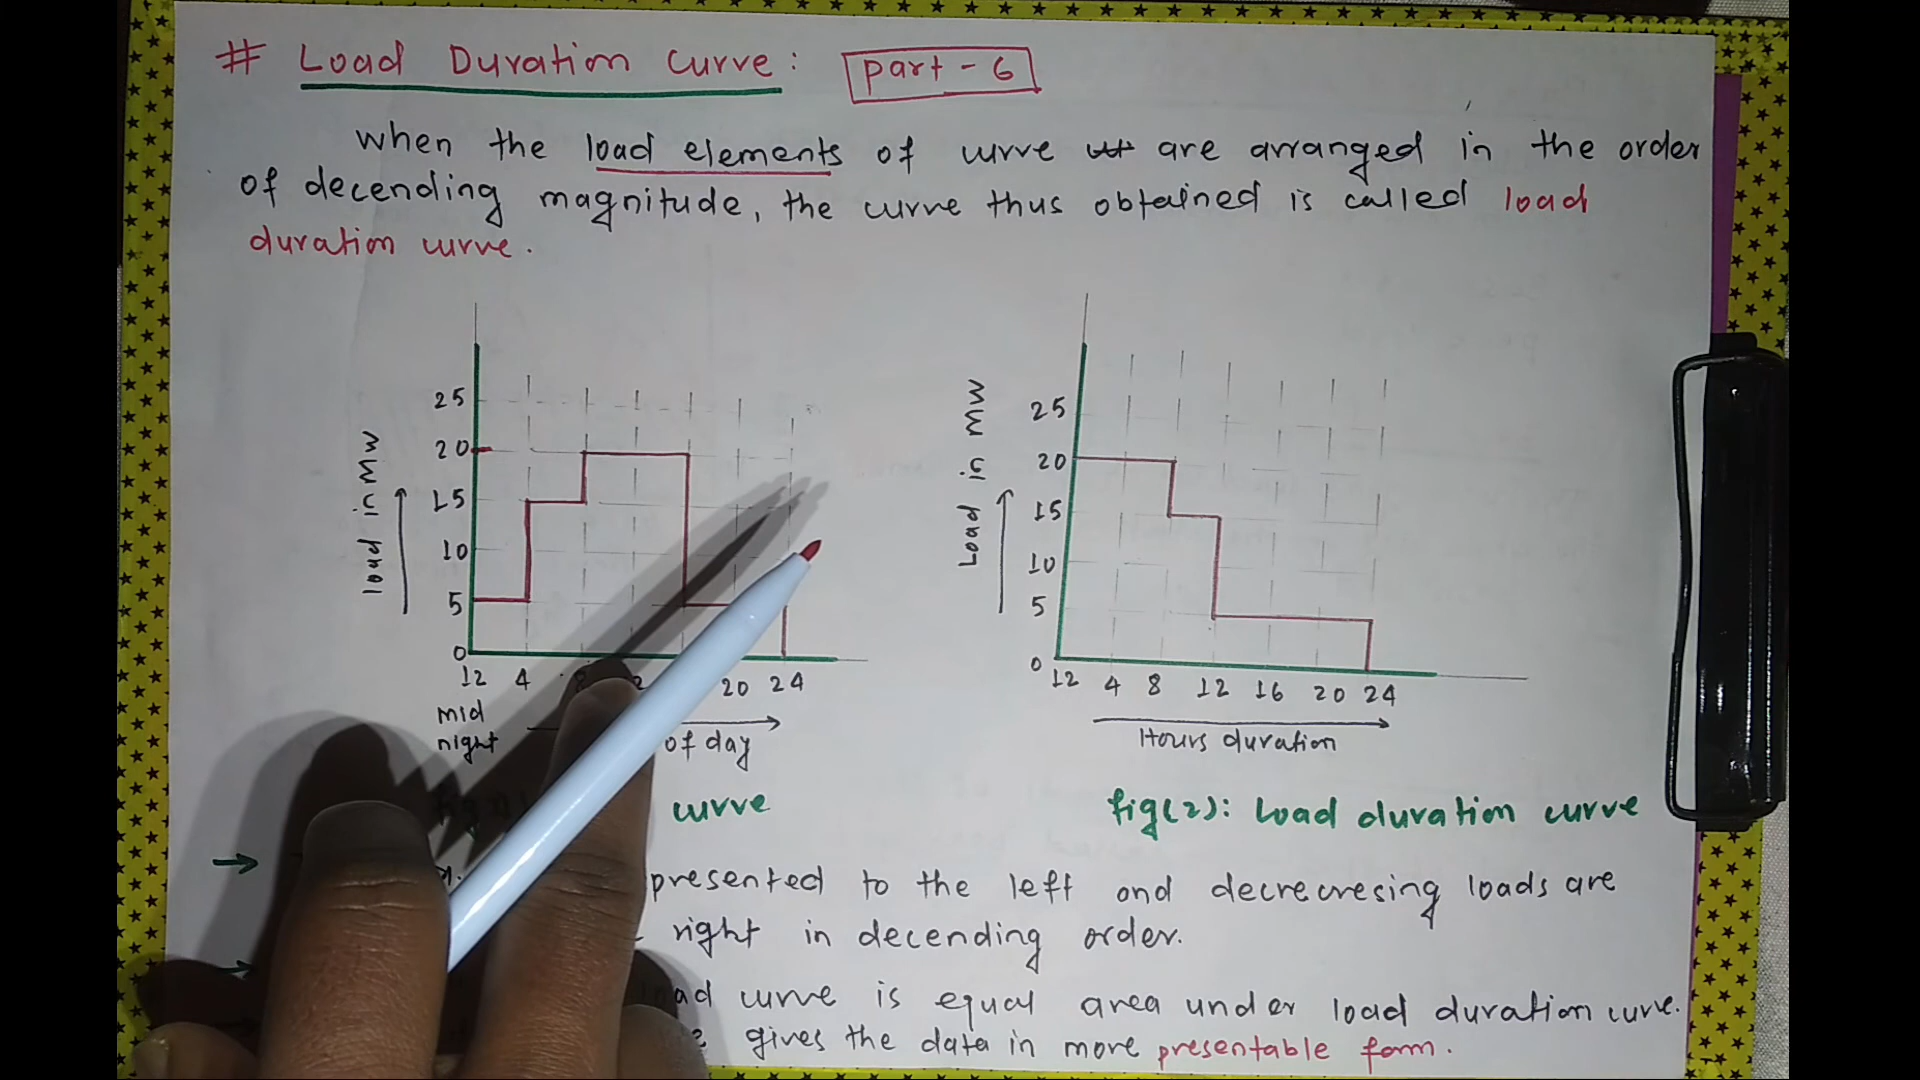 # Load Duration Curve: Part - 6
When the load elements of curve are arranged in the order
of decending magnitude, the curve thus obtained is called load
duration curve.
load in MW
25
20
15
10
5
0
12 4 20 24
mid
night
of day
curve
Load in MW
25
20
15
10
5
0
12 4 8 12 16 20 24
Hours duration
fig(2): Load duration curve
presented to the left and decrecresing loads are
right in decending order.
curve is equal area under load duration curve.
gives the data in more presentable form.